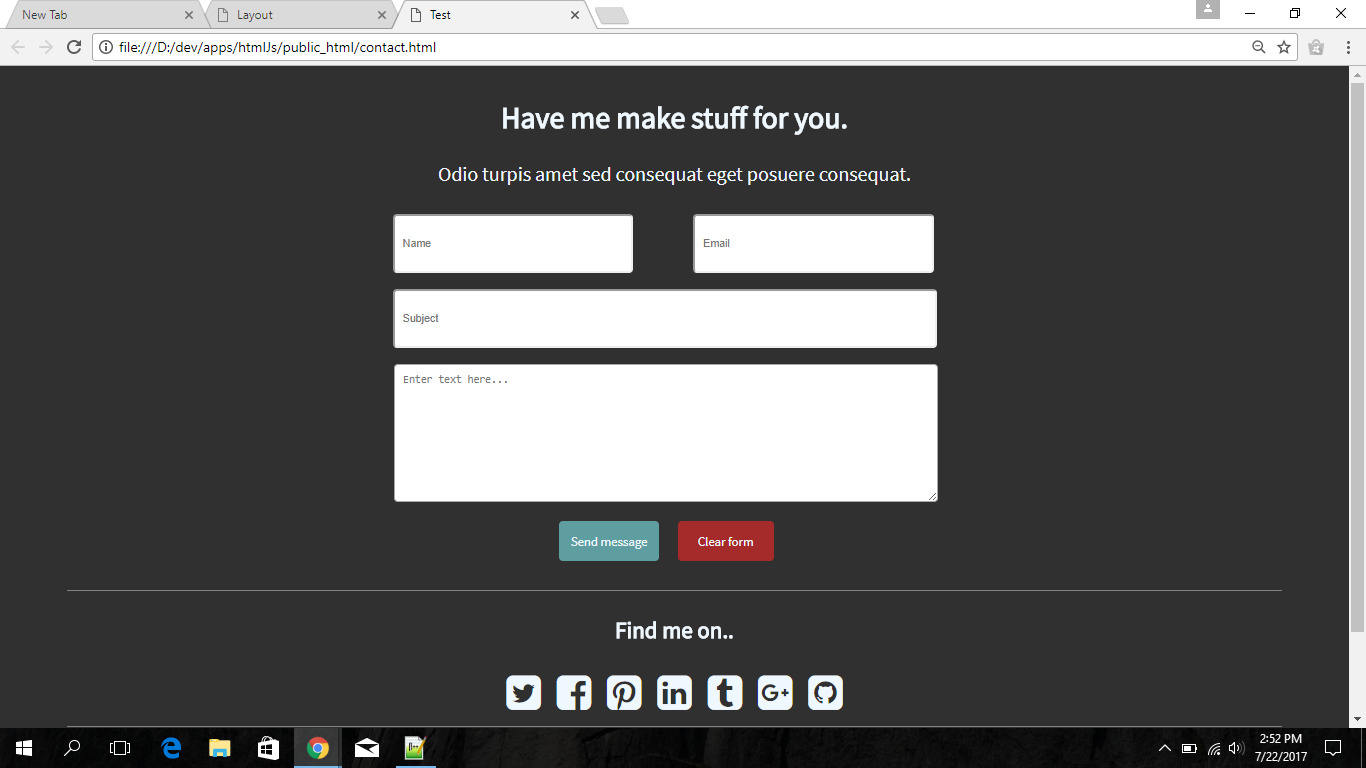 New Tab
Layout
Test
file:///D:/dev/apps/htmlJs/public_html/contact.html
Have me make stuff for you.
Odio turpis amet sed consequat eget posuere consequat.
Name
Email
Subject
Enter text here...
Send message
Clear form
Find me on..
2:52 PM
7/22/2017